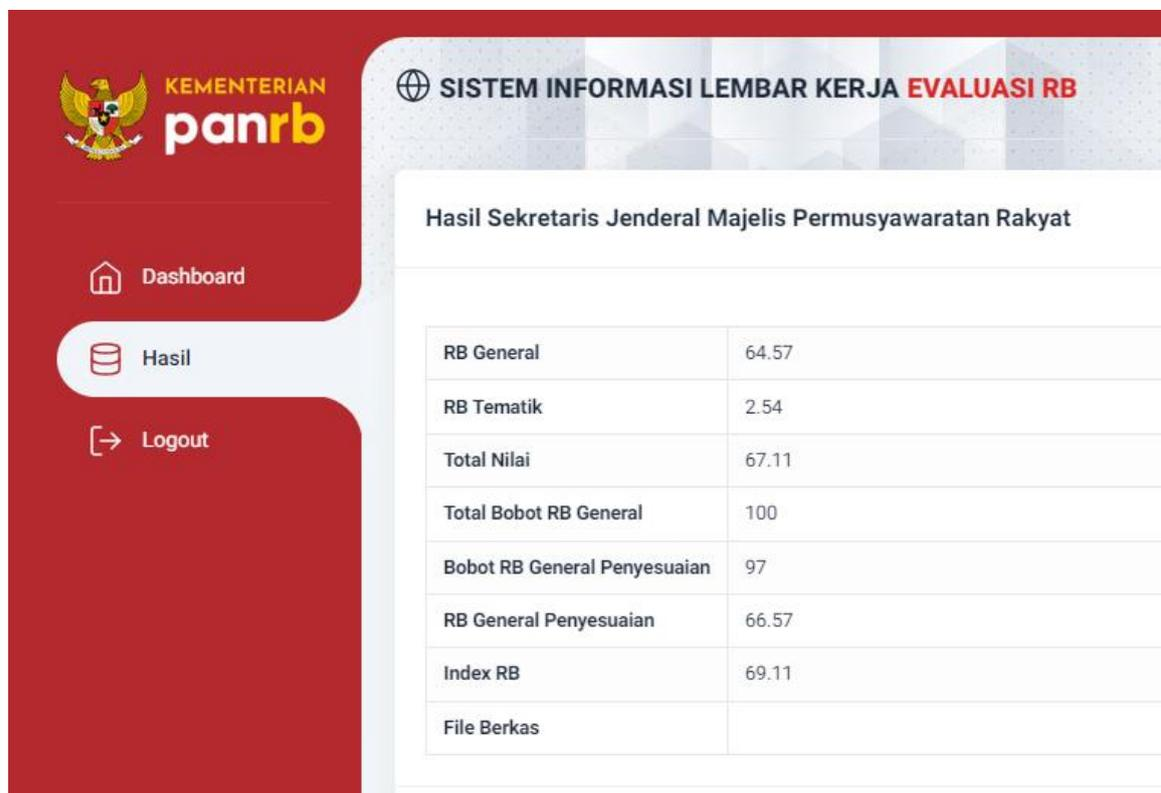 KEMENTERIAN
panrb
SISTEM INFORMASI LEMBAR KERJA EVALUASI RB
Dashboard
Hasil
Logout
Hasil Sekretaris Jenderal Majelis Permusyawaratan Rakyat
RB General 64.57
RB Tematik 2.54
Total Nilai 67.11
Total Bobot RB General 100
Bobot RB General Penyesuaian 97
RB General Penyesuaian 66.57
Index RB 69.11
File Berkas